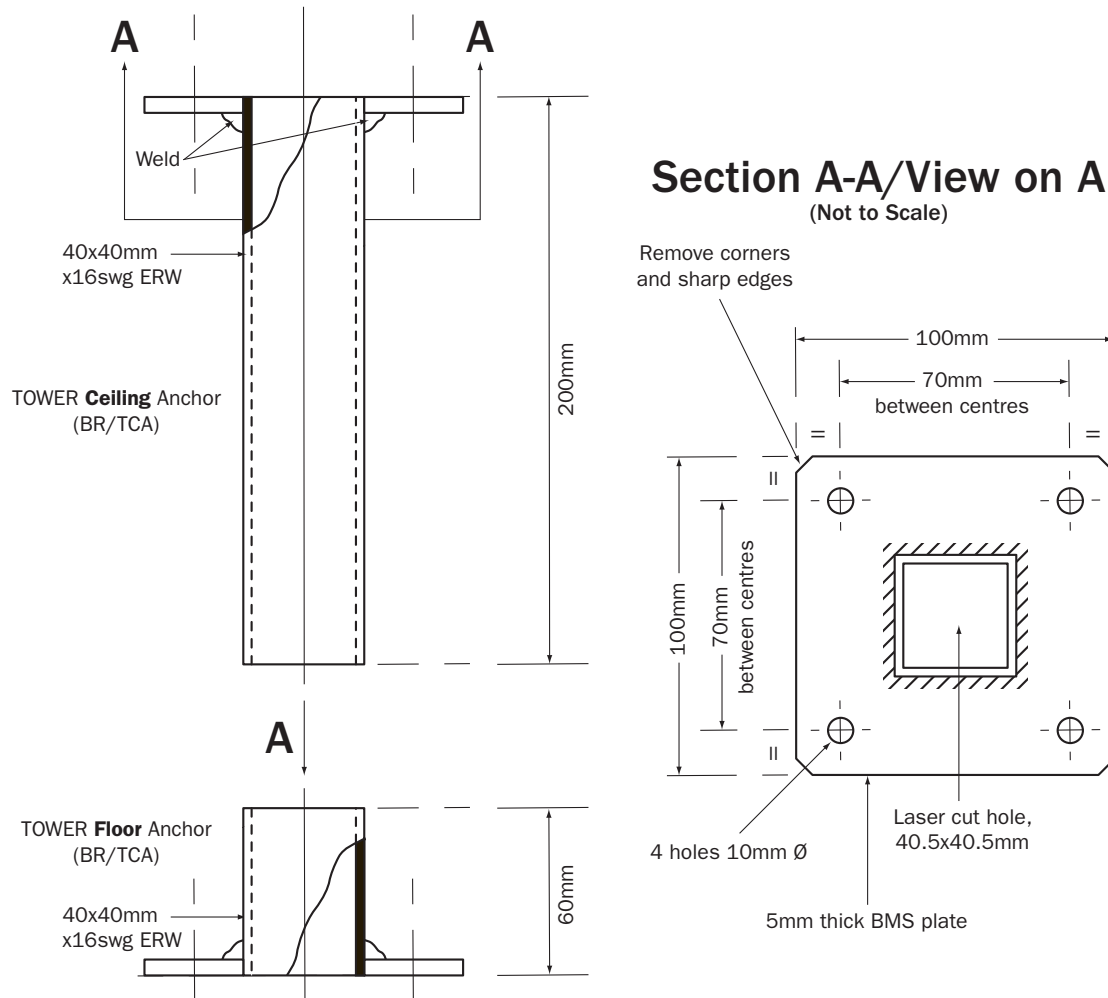 A
A
Weld
40x40mm
x16swg ERW
TOWER Ceiling Anchor
(BR/TCA)
200mm
A
TOWER Floor Anchor
(BR/TCA)
40x40mm
x16swg ERW
60mm
Section A-A/View on A
(Not to Scale)
Remove corners
and sharp edges
100mm
70mm
between centres
=
=
=
100mm
70mm
between centres
=
4 holes 10mm Ø
Laser cut hole,
40.5x40.5mm
5mm thick BMS plate